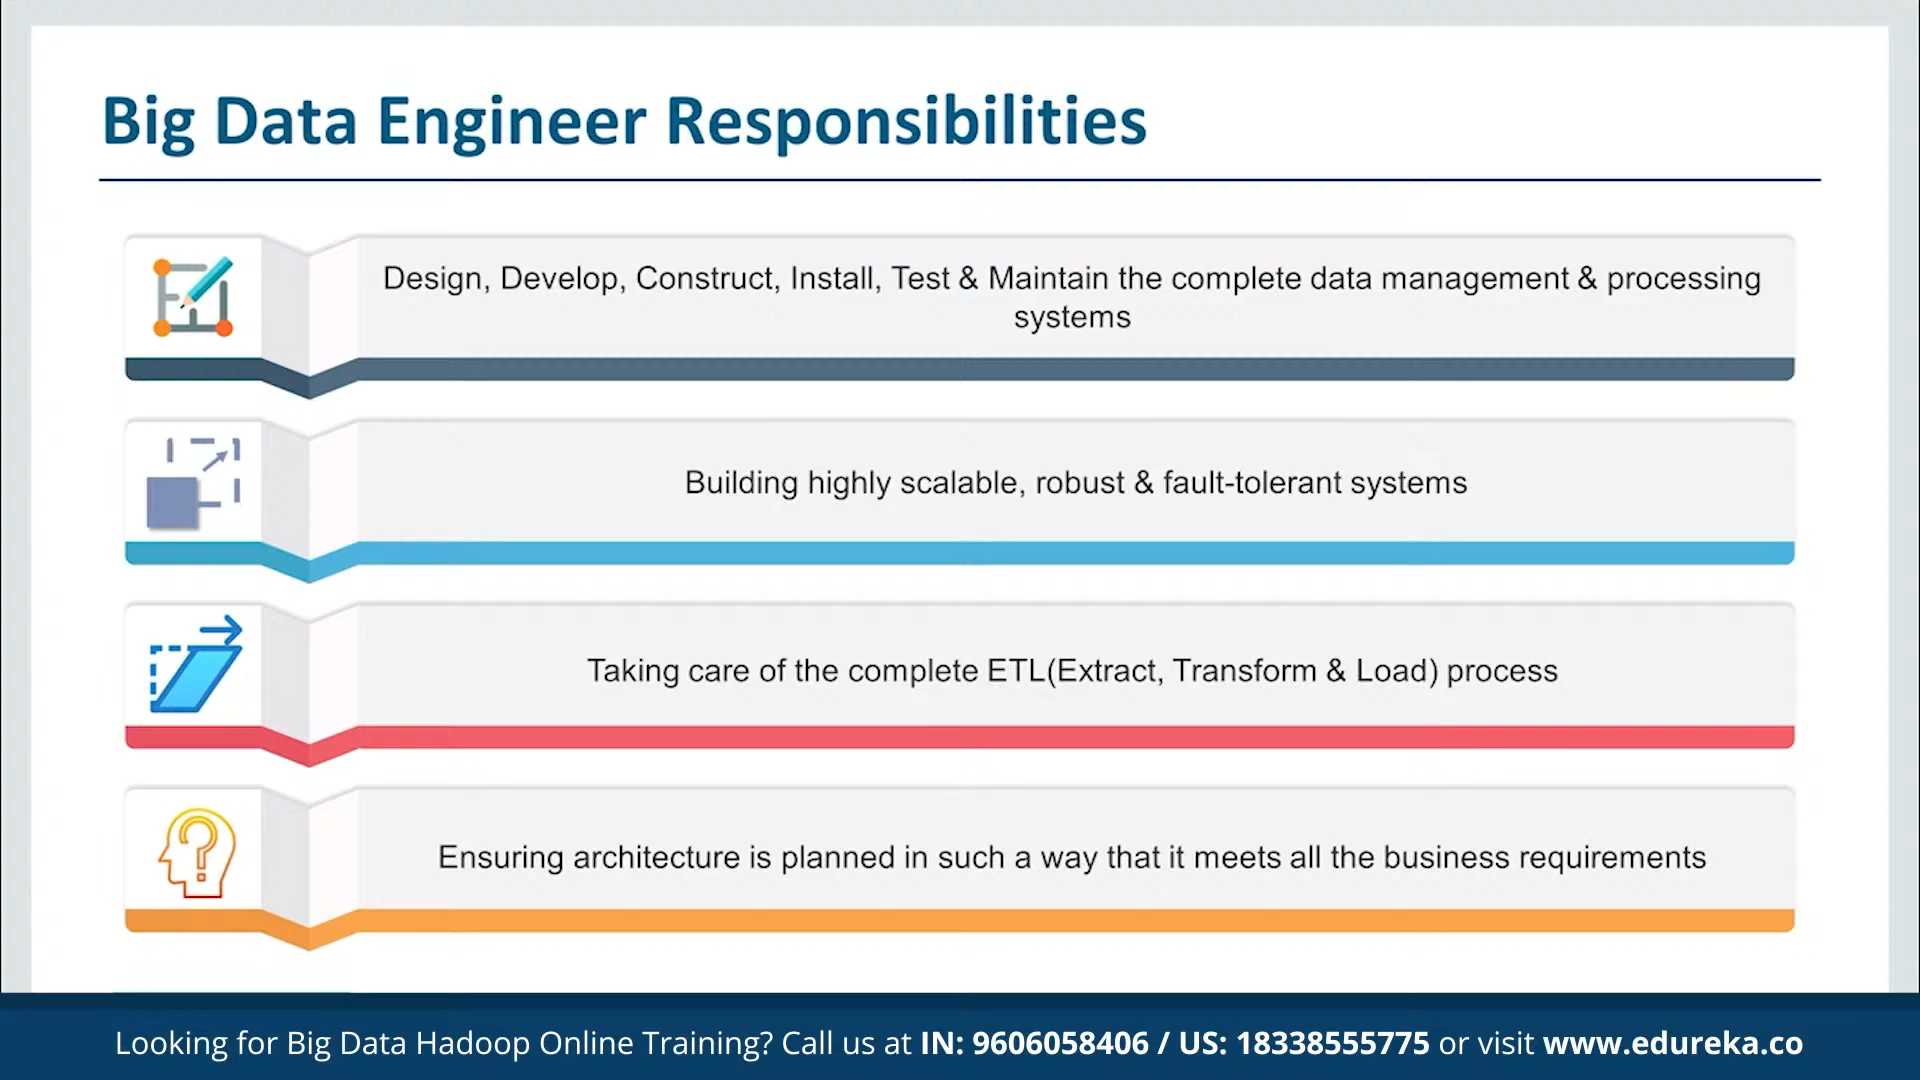 Big Data Engineer Responsibilities
Design, Develop, Construct, Install, Test & Maintain the complete data management & processing
systems
Building highly scalable, robust & fault-tolerant systems
Taking care of the complete ETL(Extract, Transform & Load) process
Ensuring architecture is planned in such a way that it meets all the business requirements
Looking for Big Data Hadoop Online Training? Call us at IN: 9606058406 / US: 18338555775 or visit www.edureka.co